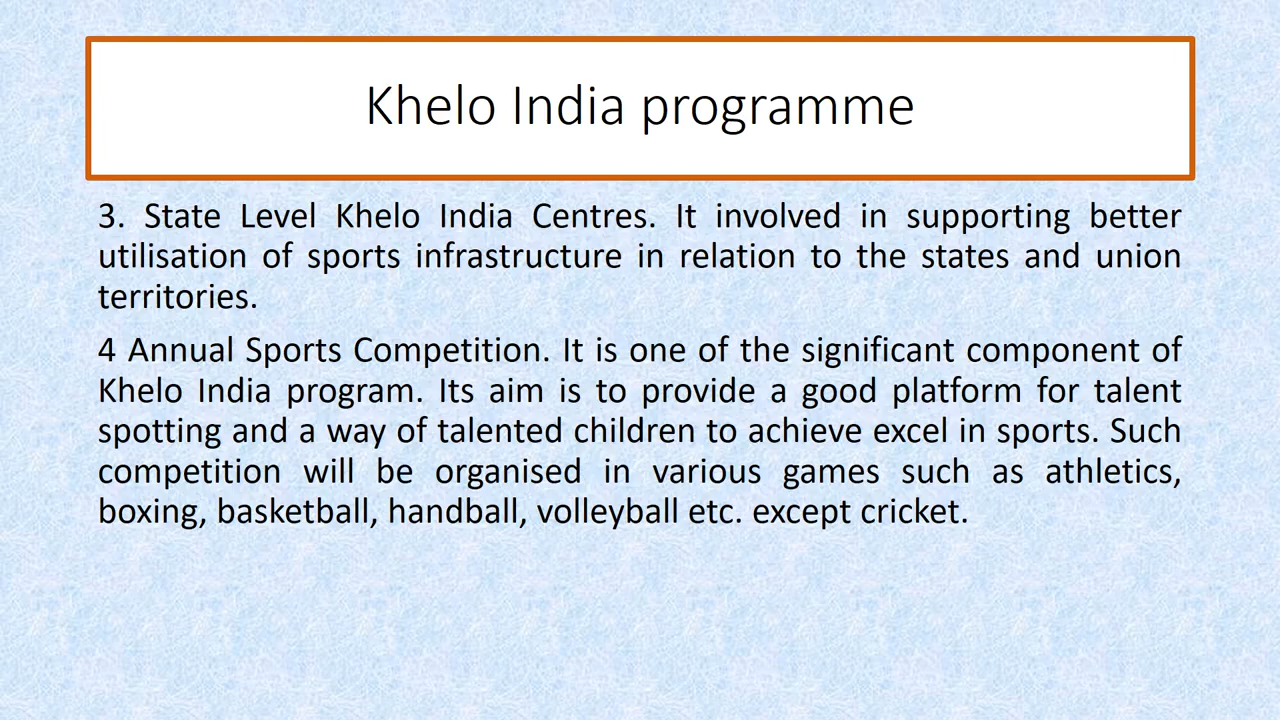 Khelo India programme
3. State Level Khelo India Centres. It involved in supporting better
utilisation of sports infrastructure in relation to the states and union
territories.
4 Annual Sports Competition. It is one of the significant component of
Khelo India program. Its aim is to provide a good platform for talent
spotting and a way of talented children to achieve excel in sports. Such
competition will be organised in various games such as athletics,
boxing, basketball, handball, volleyball etc. except cricket.